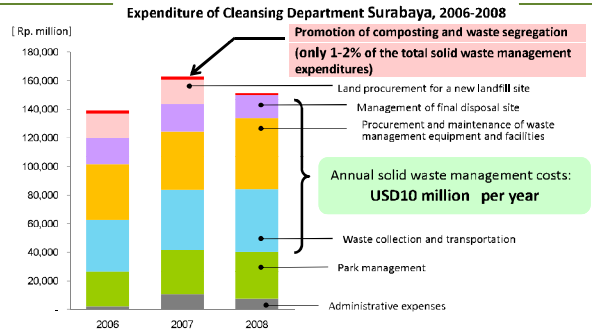 Expenditure of Cleansing Department Surabaya, 2006-2008
[ Rp. million]
Promotion of composting and waste segregation
(only 1-2% of the total solid waste management
expenditures)
180,000
160,000
140,000
120,000
100,000
80,000
60,000
40,000
20,000
-
Land procurement for a new landfill site
Management of final disposal site
Procurement and maintenance of waste
management equipment and facilities
Annual solid waste management costs:
USD10 million per year
Waste collection and transportation
Park management
Administrative expenses
2006
2007
2008